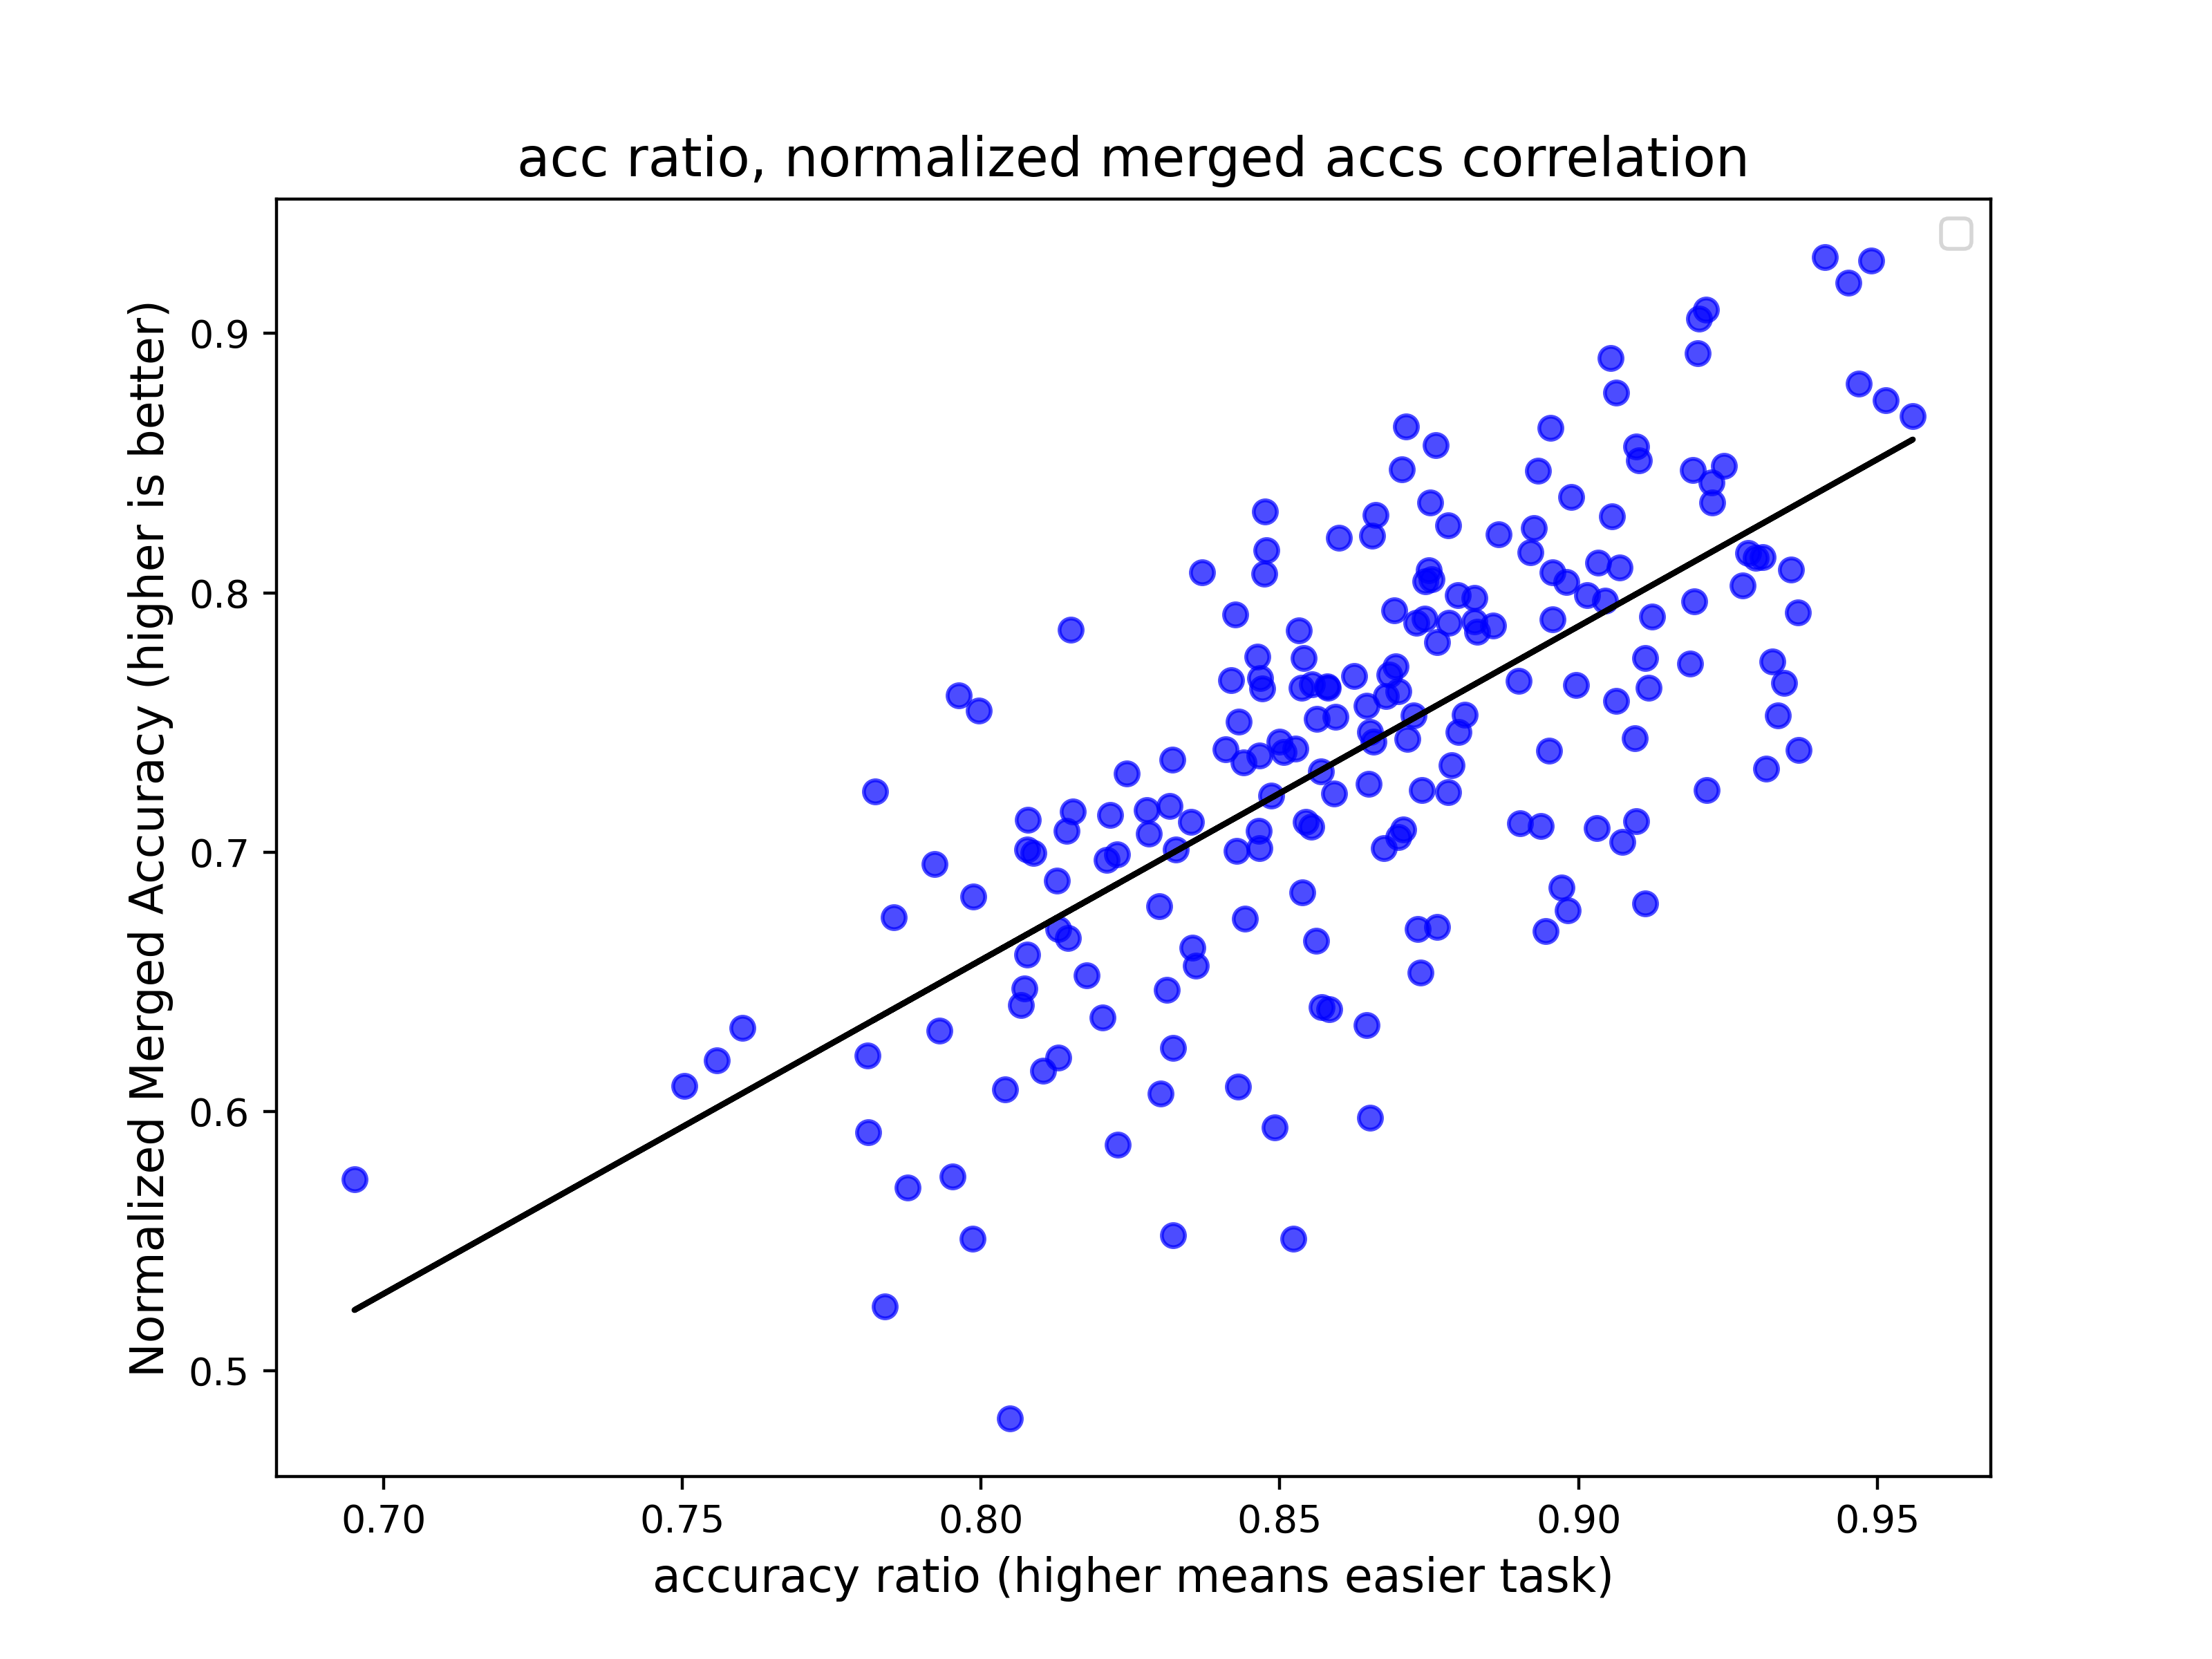 acc ratio, normalized merged accs correlation
Normalized Merged Accuracy (higher is better)
0.9
0.8
0.7
0.6
0.5
0.70 0.75 0.80 0.85 0.90 0.95
accuracy ratio (higher means easier task)